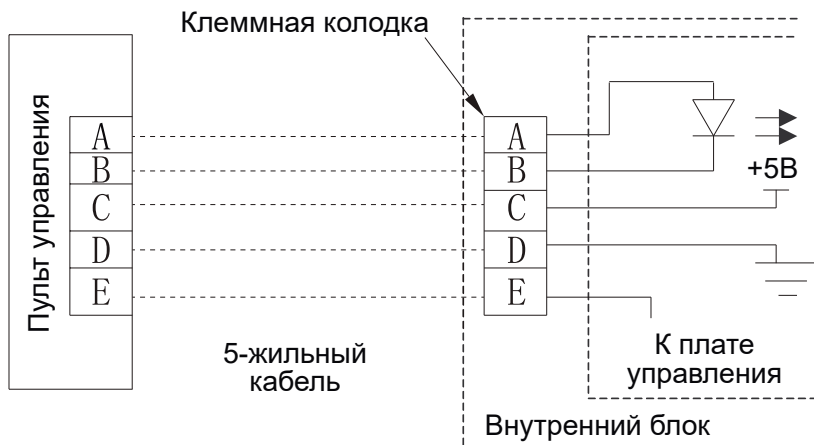 Клеммная колодка
Пульт управления
A
B
C
D
E
5-жильный
кабель
A
B
C
D
E
+5В
К плате
управления
Внутренний блок